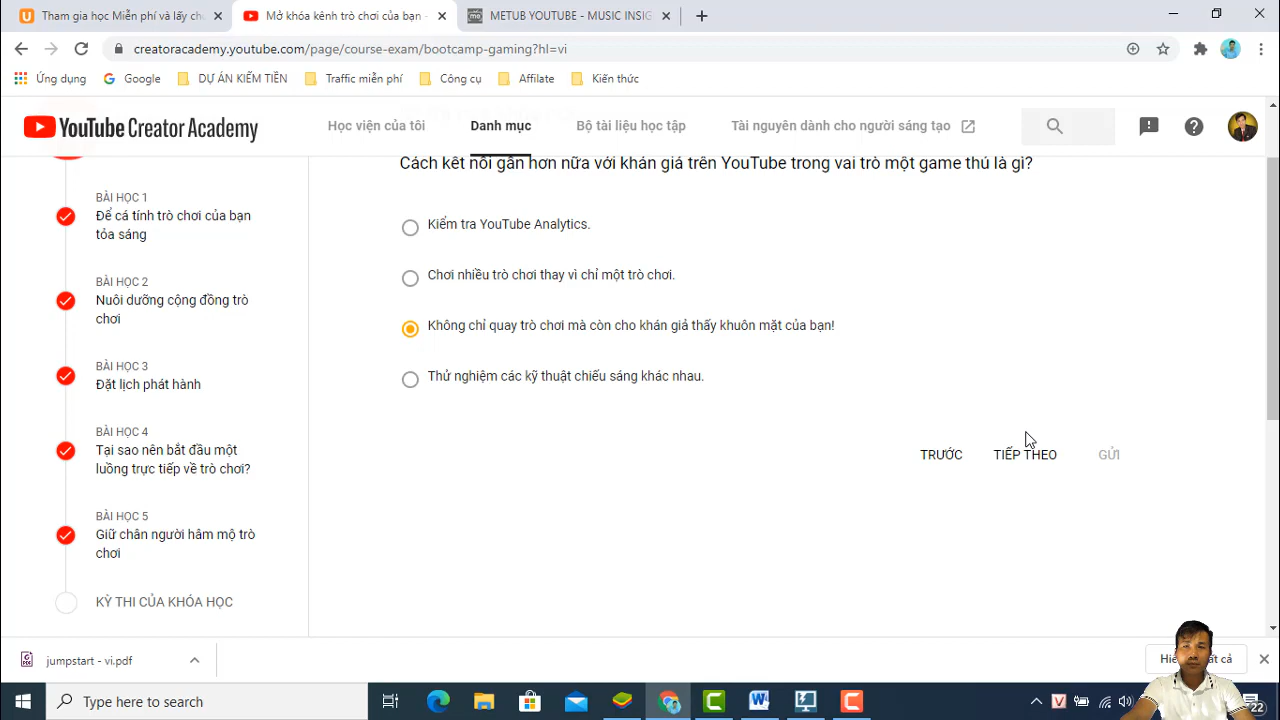 Tham gia học Miễn phí và lấy ch
Mở khóa kênh trò chơi của bạn -
METUB YOUTUBE - MUSIC INSIG
creatoracademy.youtube.com/page/course-exam/bootcamp-gaming?hl=vi
Ứng dụng
Google
DỰ ÁN KIẾM TIỀN
Traffic miễn phí
Công cụ
Affilate
Kiến thức
YouTube Creator Academy
Học viện của tôi
Danh mục
Bộ tài liệu học tập
Tài nguyên dành cho người sáng tạo
Cách kết nối gần hơn nữa với khán giả trên YouTube trong vai trò một game thủ là gì?
BÀI HỌC 1
Để cá tính trò chơi của bạn
tỏa sáng
BÀI HỌC 2
Nuôi dưỡng cộng đồng trò
chơi
BÀI HỌC 3
Đặt lịch phát hành
BÀI HỌC 4
Tại sao nên bắt đầu một
luồng trực tiếp về trò chơi?
BÀI HỌC 5
Giữ chân người hâm mộ trò
chơi
KỲ THI CỦA KHÓA HỌC
Kiểm tra YouTube Analytics.
Chơi nhiều trò chơi thay vì chỉ một trò chơi.
Không chỉ quay trò chơi mà còn cho khán giả thấy khuôn mặt của bạn!
Thử nghiệm các kỹ thuật chiếu sáng khác nhau.
TRƯỚC
TIẾP THEO
GỬI
jumpstart - vi.pdf
Type here to search
22